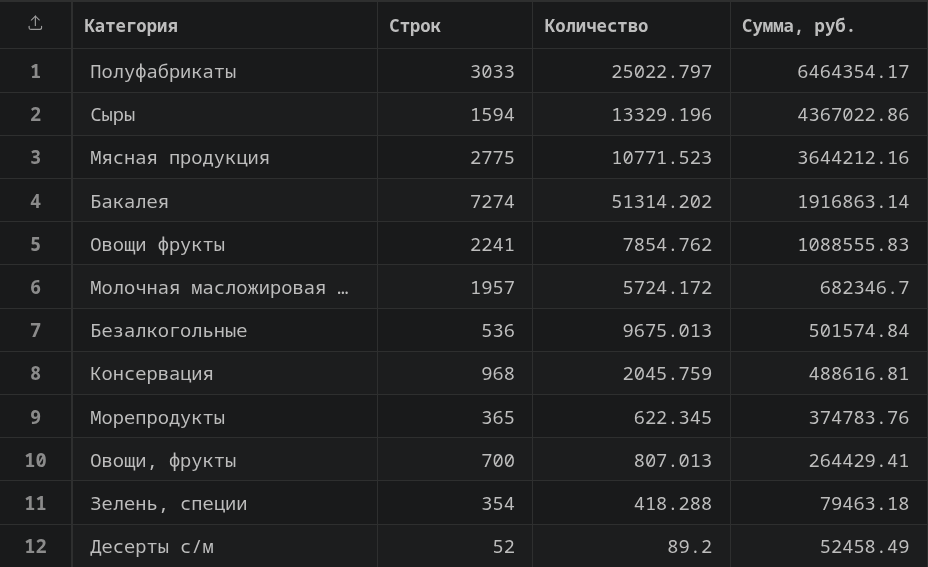 Категория Строк Количество Сумма, руб.
1 Полуфабрикаты 3033 25022.797 6464354.17
2 Сыры 1594 13329.196 4367022.86
3 Мясная продукция 2775 10771.523 3644212.16
4 Бакалея 7274 51314.202 1916863.14
5 Овощи фрукты 2241 7854.762 1088555.83
6 Молочная масложировая … 1957 5724.172 682346.7
7 Безалкогольные 536 9675.013 501574.84
8 Консервация 968 2045.759 488616.81
9 Морепродукты 365 622.345 374783.76
10 Овощи, фрукты 700 807.013 264429.41
11 Зелень, специи 354 418.288 79463.18
12 Десерты с/м 52 89.2 52458.49